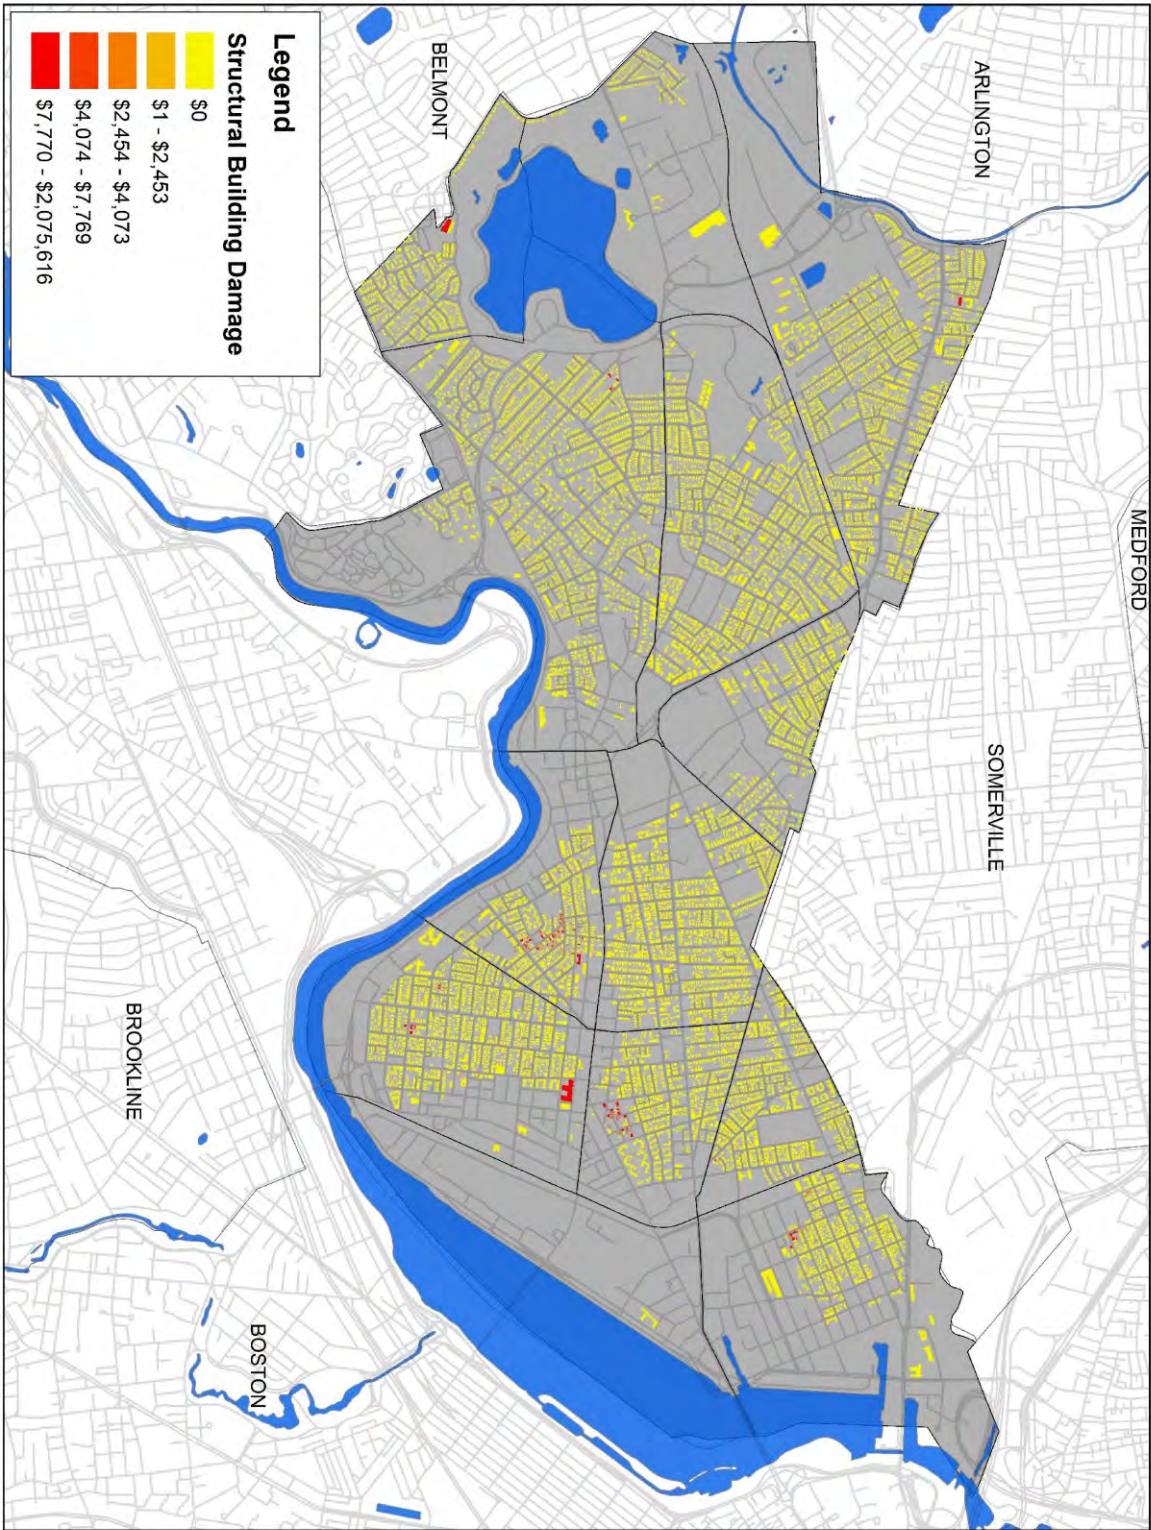 Legend
Structural Building Damage
$0
$1 - $2,453
$2,454 - $4,073
$4,074 - $7,769
$7,770 - $2,075,616
BELMONT
ARLINGTON
MEDFORD
SOMERVILLE
BROOKLINE
BOSTON